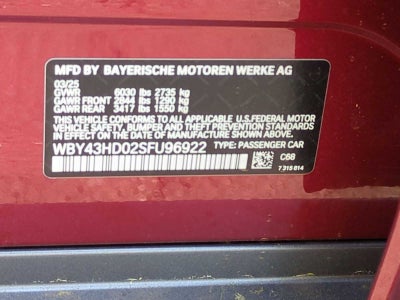 MFD BY BAYERISCHE MOTOREN WERKE AG
03/25
GVWR 6030 lbs 2735 kg
GAWR FRONT 2844 lbs 1290 kg
GAWR REAR 3417 lbs 1550 kg
THIS VEHICLE CONFORMS TO ALL APPLICABLE U.S.FEDERAL MOTOR
VEHICLE SAFETY, BUMPER, AND THEFT PREVENTION STANDARDS
IN EFFECT ON THE DATE OF MANUFACTURE SHOWN ABOVE.
WBY43HD02SFU96922 TYPE: PASSENGER CAR
C68
7 315 814